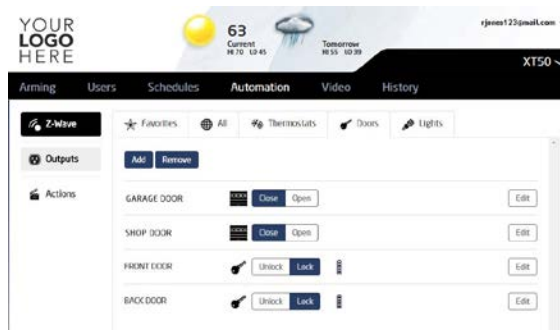 YOUR
LOGO
HERE
63
Current
HI 70 LO 45
Tomorrow
HI 55 LO 39
rjones123@mail.com
XT50
Arming Users Schedules Automation Video History
Z-Wave
Outputs
Actions
Favorites All Thermostats Doors Lights
Add Remove
GARAGE DOOR Close Open Edit
SHOP DOOR Close Open Edit
FRONT DOOR Unlock Lock Edit
BACK DOOR Unlock Lock Edit